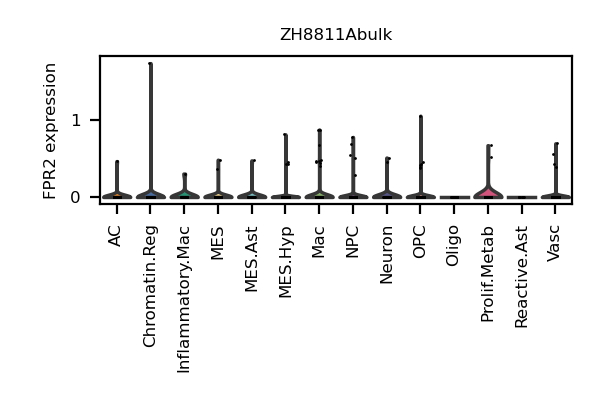 ZH8811Abulk
FPR2 expression
1
0
AC
Chromatin.Reg
Inflammatory.Mac
MES
MES.Ast
MES.Hyp
Mac
NPC
Neuron
OPC
Oligo
Prolif.Metab
Reactive.Ast
Vasc